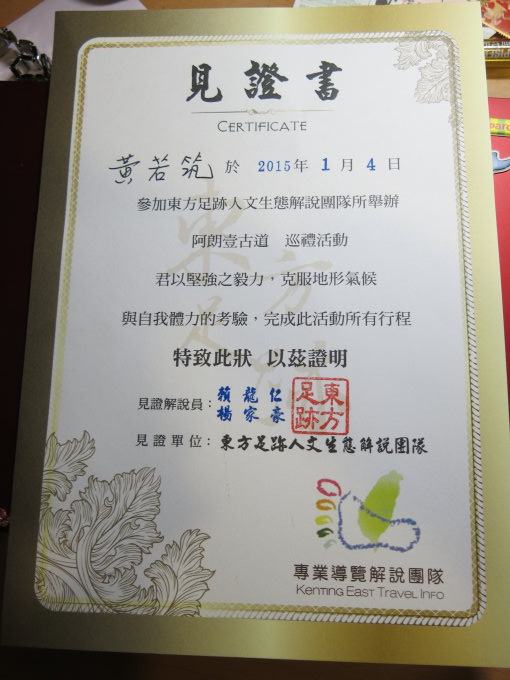 見證書
CERTIFICATE
黃若筑 於 2015年 1 月 4 日
參加東方足跡人文生態解說團隊所舉辦
阿朗壹古道 巡禮活動
君以堅強之毅力，克服地形氣候
與自我體力的考驗，完成此活動所有行程
特致此狀 以茲證明
見證解說員：賴龍仁
楊家豪
東方足跡
見證單位：東方足跡人文生態解說團隊
專業導覽解說團隊
KENTING EAST TRAVEL INFO